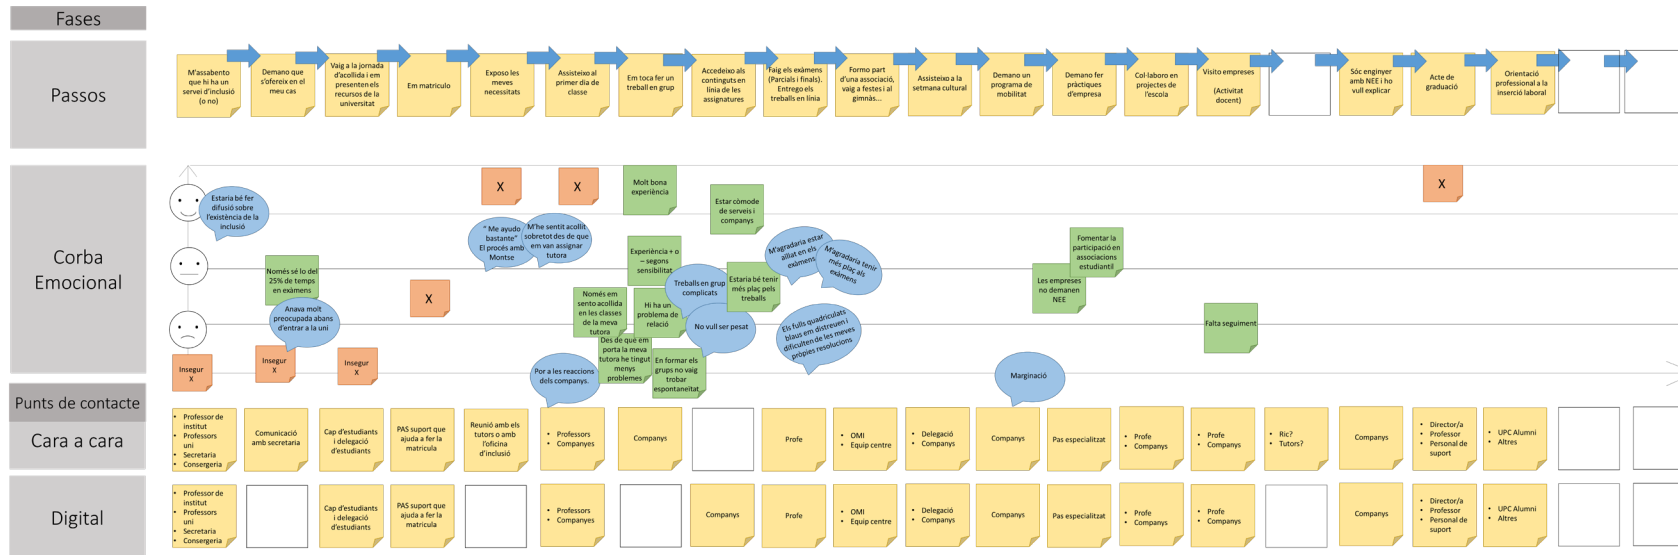 Fases
Passos
M'assabento
que hi ha un
servei d'inclusió
(o no)
Demano que
s'ofereix en el
meu cas
Vaig a la jornada
d'acollida i em
presenten els
recursos de la
universitat
Em matriculo
Exposo les
meves
necessitats
Assisteixo al
primer dia de
classe
Em toca fer un
treball en grup
Accedeixo als
continguts en
línia de les
assignatures
Faig els exàmens
(Parcials i finals).
Entrego els
treballs en línia
Formo part
d'una associació,
vaig a festes i al
gimnàs...
Assisteixo a la
setmana cultural
Demano un
programa de
mobilitat
Demano fer
pràctiques
d'empresa
Col·laboro en
projectes de
l'escola
Visito empreses
(Activitat
docent)
Sóc enginyer
amb NEE i ho
vull explicar
Acte de
graduació
Orientació
professional a la
inserció laboral
Corba
Emocional
Estaria bé fer
difusió sobre
l'existència de la
inclusió
Només sé lo del
25% de temps
en exàmens
Anava molt
preocupada abans
d'entrar a la uni
Insegur
X
Insegur
X
Insegur
X
X
X
X
" Me ayudo
bastante"
El procés amb
Montse
M'he sentit acollit
sobretot des de que
em van assignar
tutora
Molt bona
experiència
Estar còmode
de serveis i
companys
Experiència + o
– segons
sensibilitat
Treballs en grup
complicats
Estaria bé tenir
més plaç pels
treballs
M'agradaria estar
aïllat en els
exàmens
M'agradaria tenir
més plaç als
exàmens
Només em
sento acollida
en les classes
de la meva
tutora
Hi ha un
problema de
relació
No vull ser pesat
Els fulls quadriculats
blaus em distreuen i
dificulten de les meves
pròpies resolucions
Des de que em
porta la meva
tutora he tingut
menys
problemes
En formar els
grups no vaig
trobar
espontaneïtat
Por a les reaccions
dels companys.
Marginació
Les empreses
no demanen
NEE
Fomentar la
participació en
associacions
estudiantil
Falta seguiment
X
Punts de contacte
Cara a cara
• Professor de
institut
• Professors
uni
• Secretaria
• Consergeria
Comunicació
amb secretaria
Cap d'estudiants
i delegació
d'estudiants
PAS suport que
ajuda a fer la
matricula
Reunió amb els
tutors o amb
l'oficina
d'inclusió
• Professors
• Companyes
Companys
Profe
• OMI
• Equip centre
• Delegació
• Companys
Companys
Pas especialitzat
• Profe
• Companys
• Profe
• Companys
• Ric?
• Tutors?
Companys
• Director/a
• Professor
• Personal de
suport
• UPC Alumni
• Altres
Digital
• Professor de
institut
• Professors
uni
• Secretaria
• Consergeria
Cap d'estudiants
i delegació
d'estudiants
PAS suport que
ajuda a fer la
matricula
• Professors
• Companyes
Companys
Profe
• OMI
• Equip centre
• Delegació
• Companys
Companys
Pas especialitzat
• Profe
• Companys
• Profe
• Companys
Companys
• Director/a
• Professor
• Personal de
suport
• UPC Alumni
• Altres